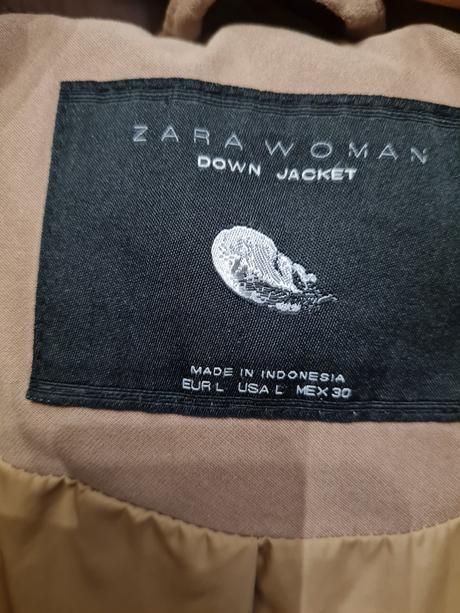 ZARA WOMAN
DOWN JACKET
MADE IN INDONESIA
EUR L USA L MEX 30